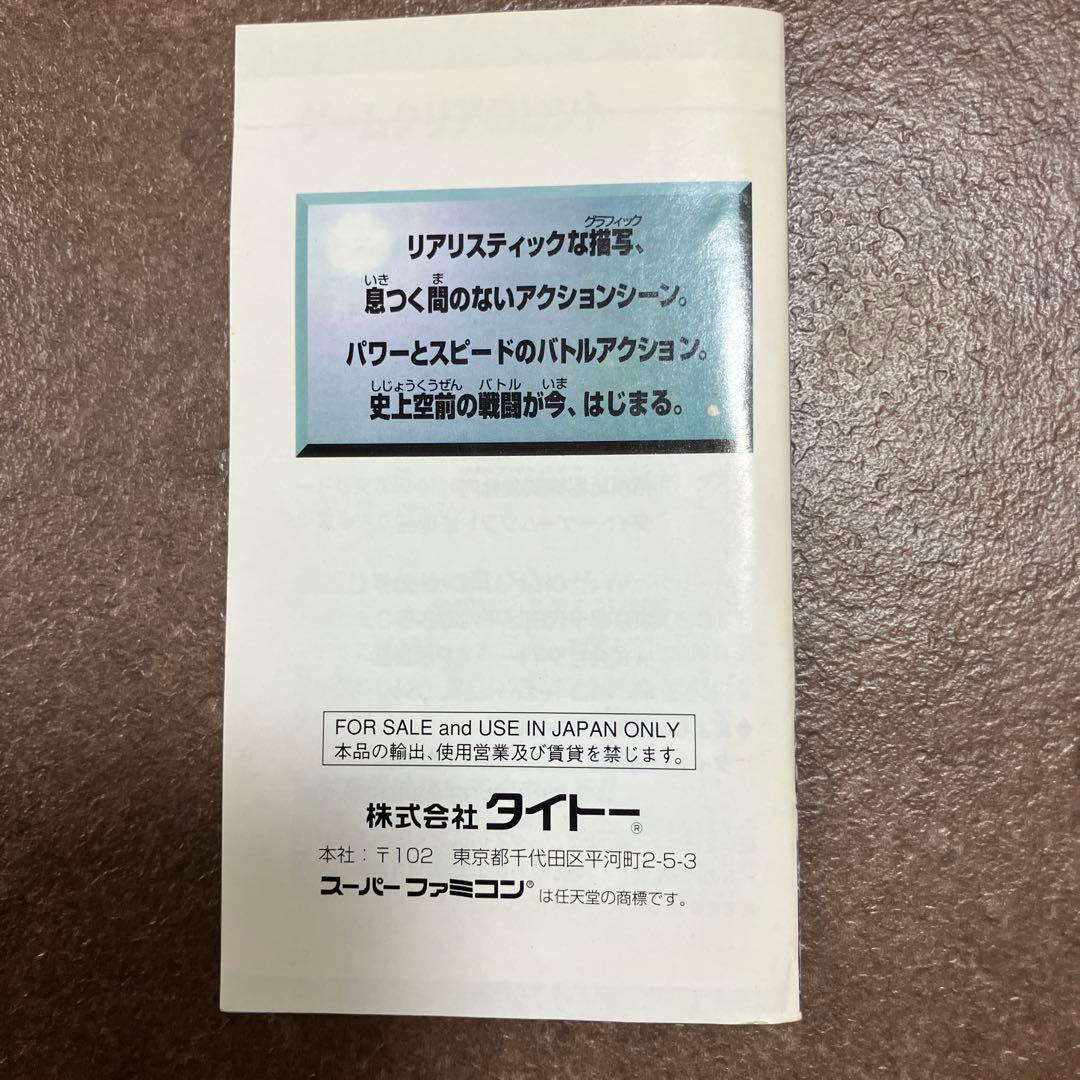 グラフィック
リアリスティックな描写、
いき ま
息つく間のないアクションシーン。
パワーとスピードのバトルアクション。
しじょうくうぜん バトル いま
史上空前の戦闘が今、はじまる。
FOR SALE and USE IN JAPAN ONLY
本品の輸出、使用営業及び賃貸を禁じます。
株式会社 タイトー®
本社：〒102 東京都千代田区平河町2-5-3
スーパーファミコン® は任天堂の商標です。